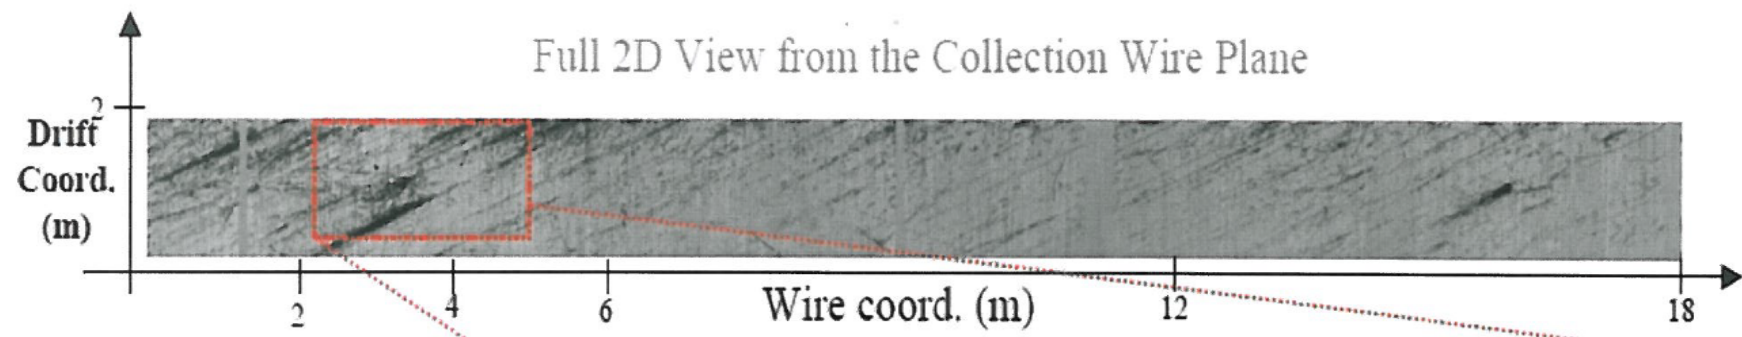 Full 2D View from the Collection Wire Plane
2
Drift
Coord.
(m)
2
4
6
Wire coord. (m)
12
18